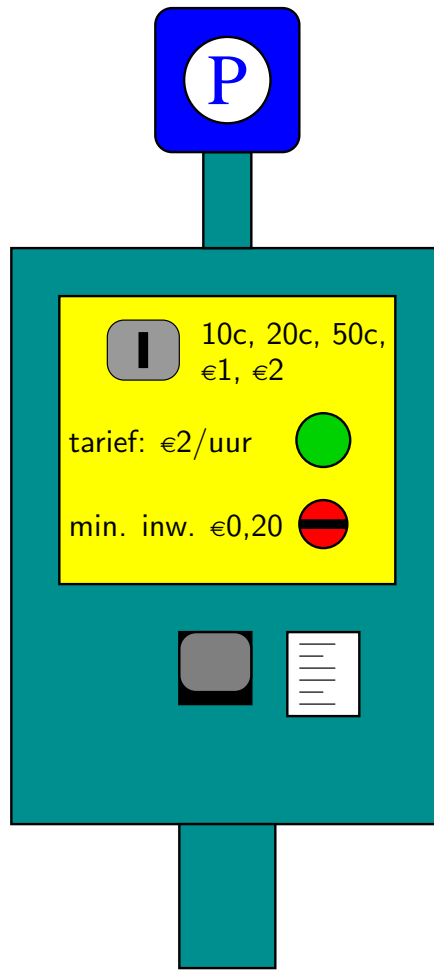 P
10c, 20c, 50c,
€1, €2
tarief: €2/uur
min. inw. €0,20